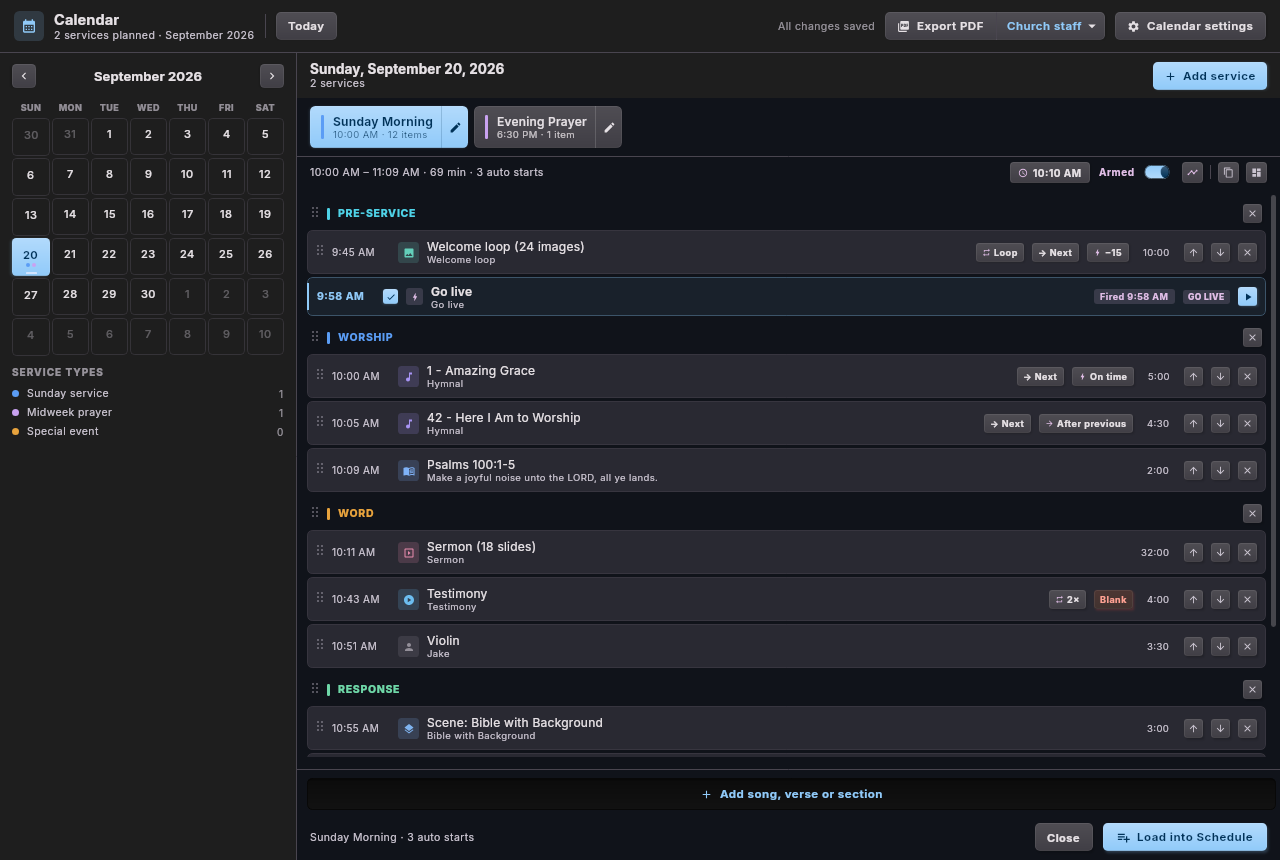 Calendar
2 services planned · September 2026
Today
All changes saved
Export PDF
Church staff
Calendar settings
September 2026
SUN MON TUE WED THU FRI SAT
30 31 1 2 3 4 5
6 7 8 9 10 11 12
13 14 15 16 17 18 19
20 21 22 23 24 25 26
27 28 29 30 1 2 3
4 5 6 7 8 9 10
SERVICE TYPES
Sunday service 1
Midweek prayer 1
Special event 0
Sunday, September 20, 2026
2 services
Add service
Sunday Morning
10:00 AM · 12 items
Evening Prayer
6:30 PM · 1 item
10:00 AM – 11:09 AM · 69 min · 3 auto starts
10:10 AM
Armed
PRE-SERVICE
9:45 AM
Welcome loop (24 images)
Welcome loop
Loop
Next
−15
10:00
9:58 AM
Go live
Go live
Fired 9:58 AM
GO LIVE
WORSHIP
10:00 AM
1 - Amazing Grace
Hymnal
Next
On time
5:00
10:05 AM
42 - Here I Am to Worship
Hymnal
Next
After previous
4:30
10:09 AM
Psalms 100:1-5
Make a joyful noise unto the LORD, all ye lands.
2:00
WORD
10:11 AM
Sermon (18 slides)
Sermon
32:00
10:43 AM
Testimony
Testimony
2×
Blank
4:00
10:51 AM
Violin
Jake
3:30
RESPONSE
10:55 AM
Scene: Bible with Background
Bible with Background
3:00
Add song, verse or section
Sunday Morning · 3 auto starts
Close
Load into Schedule